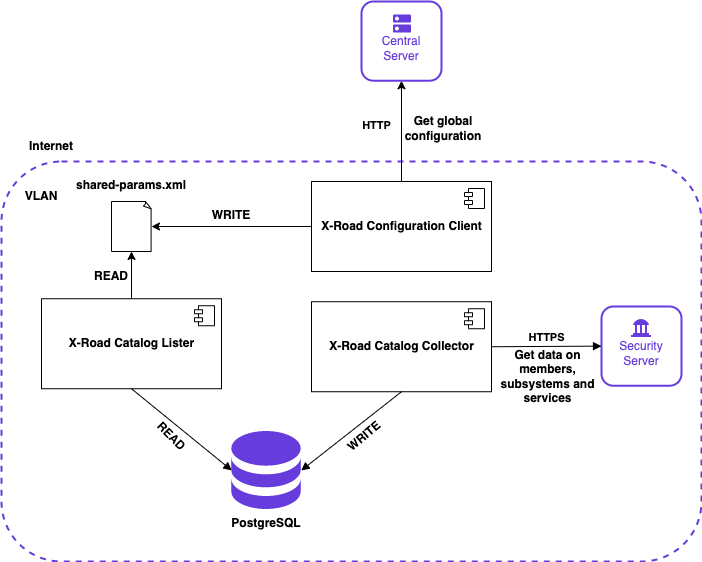 Central
Server
HTTP
Get global
configuration
Internet
VLAN
shared-params.xml
WRITE
X-Road Configuration Client
READ
X-Road Catalog Lister
X-Road Catalog Collector
HTTPS
Get data on
members,
subsystems and
services
Security
Server
READ
WRITE
PostgreSQL